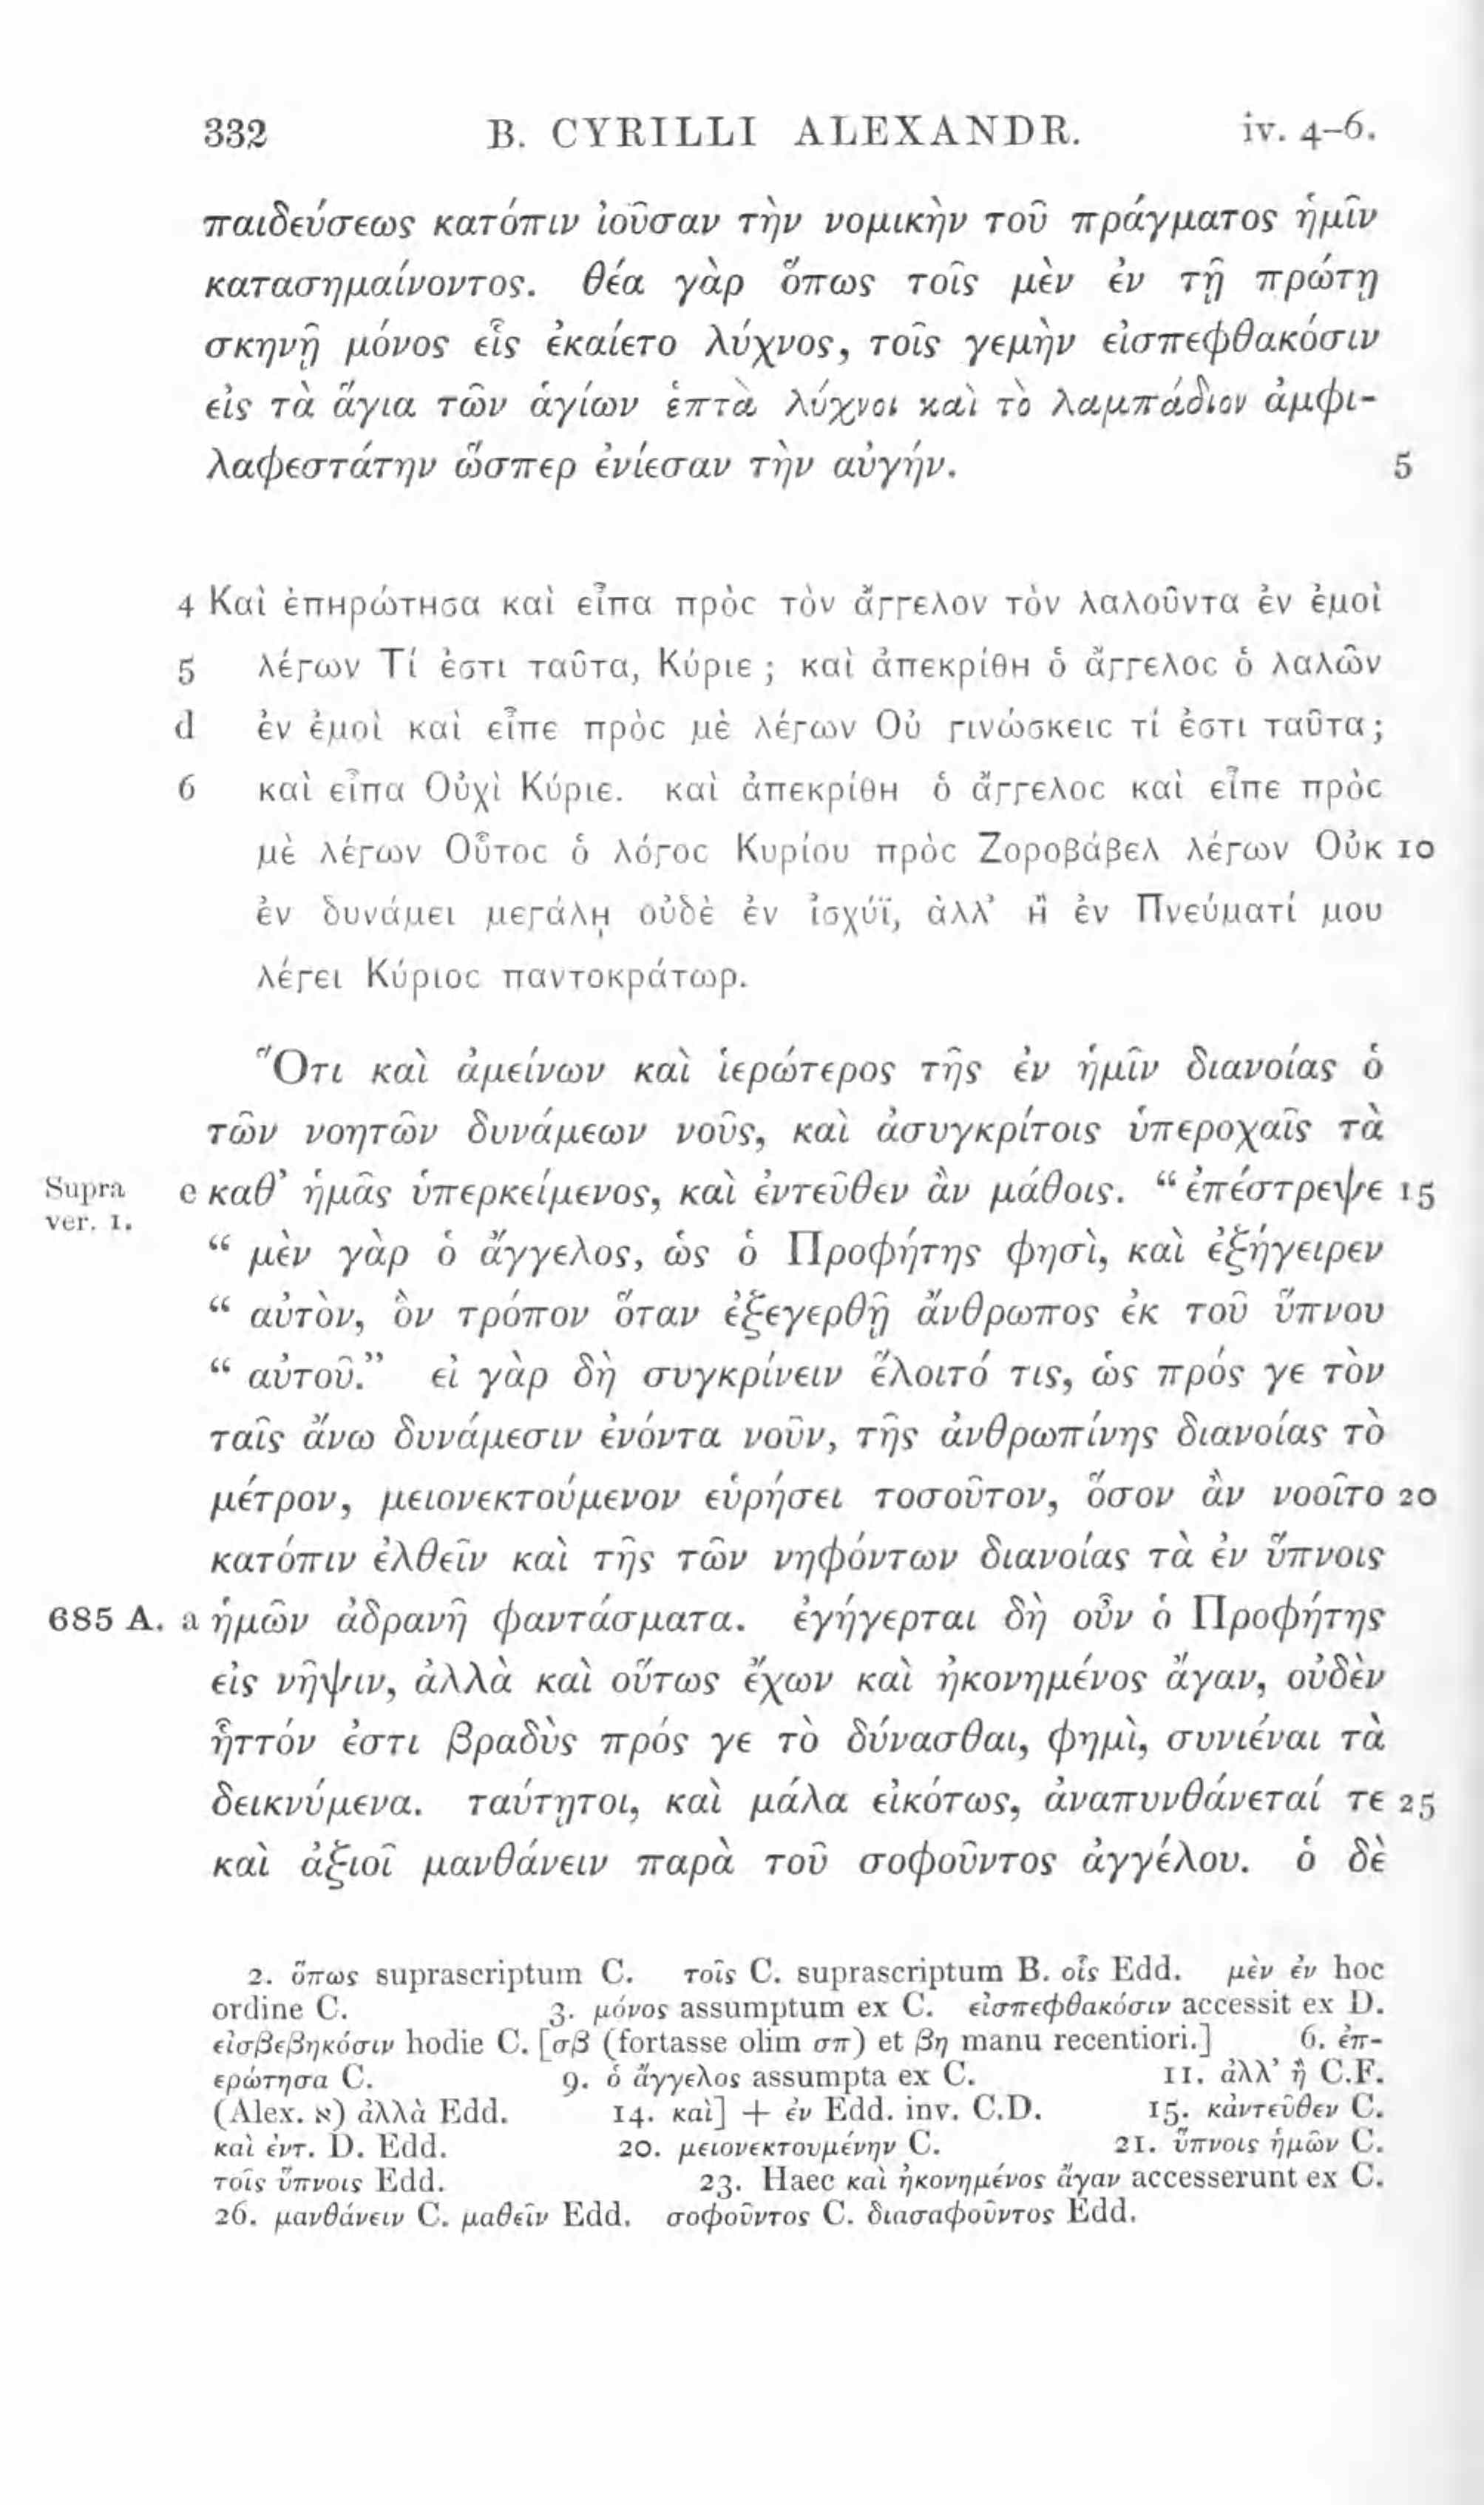 332 B. CYRILLI ALEXANDR. iv. 4-6.
παιδεύσεως κατόπιν ἰοῦσαν τὴν νομικὴν τοῦ πράγματος ἡμῖν
κατασημαίνοντος. θέα γὰρ ὅπως τοῖς μὲν ἐν τῇ πρώτῃ
σκηνῇ μόνος εἷς ἐκαίετο λύχνος, τοῖς γεμὴν εἰσπεφθακόσιν
εἰς τὰ ἅγια τῶν ἁγίων ἑπτὰ λύχνοι καὶ τὸ λαμπάδιον ἀμφι-
λαφεστάτην ὥσπερ ἐνίεσαν τὴν αὐγήν. 5
4 Καὶ ἐπηρώτησα καὶ εἶπα πρὸς τὸν ἄγγελον τὸν λαλοῦντα ἐν ἐμοὶ
5 λέγων Τί ἐστι ταῦτα, Κύριε; καὶ ἀπεκρίθη ὁ ἄγγελος ὁ λαλῶν
d ἐν ἐμοὶ καὶ εἶπε πρὸς μὲ λέγων Οὐ γινώσκεις τί ἐστι ταῦτα;
6 καὶ εἶπα Οὐχὶ Κύριε. καὶ ἀπεκρίθη ὁ ἄγγελος καὶ εἶπε πρὸς
μὲ λέγων Οὗτος ὁ λόγος Κυρίου πρὸς Ζοροβάβελ λέγων Οὐκ 10
ἐν δυνάμει μεγάλῃ οὐδὲ ἐν ἰσχύϊ, ἀλλ’ ἢ ἐν Πνεύματί μου
λέγει Κύριος παντοκράτωρ.
Ὅτι καὶ ἀμείνων καὶ ἱερώτερος τῆς ἐν ἡμῖν διανοίας ὁ
τῶν νοητῶν δυνάμεων νοῦς, καὶ ἀσυγκρίτοις ὑπεροχαῖς τὰ
Supra ver. 1. e καθ’ ἡμᾶς ὑπερκείμενος, καὶ ἐντεῦθεν ἂν μάθοις. “ ἐπέστρεψε 15
“ μὲν γὰρ ὁ ἄγγελος, ὡς ὁ Προφήτης φησὶ, καὶ ἐξήγειρεν
“ αὐτὸν, ὃν τρόπον ὅταν ἐξεγερθῇ ἄνθρωπος ἐκ τοῦ ὕπνου
“ αὐτοῦ.” εἰ γὰρ δὴ συγκρίνειν ἕλοιτό τις, ὡς πρός γε τὸν
ταῖς ἄνω δυνάμεσιν ἐνόντα νοῦν, τῆς ἀνθρωπίνης διανοίας τὸ
μέτρον, μειονεκτούμενον εὑρήσει τοσοῦτον, ὅσον ἂν νοοῖτο 20
κατόπιν ἐλθεῖν καὶ τῆς τῶν νηφόντων διανοίας τὰ ἐν ὕπνοις
685 A. a ἡμῶν ἀδρανῆ φαντάσματα. ἐγήγερται δὴ οὖν ὁ Προφήτης
εἰς νῆψιν, ἀλλὰ καὶ οὕτως ἔχων καὶ ἠκονημένος ἄγαν, οὐδὲν
ἧττόν ἐστι βραδὺς πρός γε τὸ δύνασθαι, φημὶ, συνιέναι τὰ
δεικνύμενα. ταύτῃτοι, καὶ μάλα εἰκότως, ἀναπυνθάνεταί τε 25
καὶ ἀξιοῖ μανθάνειν παρὰ τοῦ σοφοῦντος ἀγγέλου. ὁ δὲ
2. ὅπως suprascriptum C. τοῖς C. suprascriptum B. οἷς Edd. μὲν ἐν hoc
ordine C. 3. μόνος assumptum ex C. εἰσπεφθακόσιν accessit ex D.
εἰσβεβηκόσιν hodie C. [σβ (fortasse olim σπ) et βη manu recentiori.] 6. ἐπ-
ερώτησα C. 9. ὁ ἄγγελος assumpta ex C. 11. ἀλλ’ ἢ C.F.
(Alex. א) ἀλλὰ Edd. 14. καὶ] + ἐν Edd. inv. C.D. 15. κἀντεῦθεν C.
καὶ ἐντ. D. Edd. 20. μειονεκτουμένην C. 21. ὕπνοις ἡμῶν C.
τοῖς ὕπνοις Edd. 23. Haec καὶ ἠκονημένος ἄγαν accesserunt ex C.
26. μανθάνειν C. μαθεῖν Edd. σοφοῦντος C. διασαφοῦντος Edd.